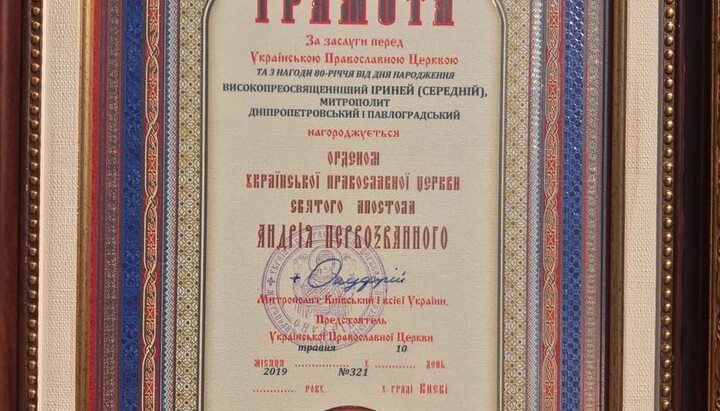 ГРАМОТА
За заслуги перед
Українською Православною Церквою
ТА З НАГОДИ 80-РІЧЧЯ ВІД ДНЯ НАРОДЖЕННЯ
ВИСОКОПРЕОСВЯЩЕННІШИЙ ІРИНЕЙ (СЕРЕДНІЙ),
МИТРОПОЛИТ
ДНІПРОПЕТРОВСЬКИЙ І ПАВЛОГРАДСЬКИЙ
нагороджується
ОРДЕНОМ
УКРАЇНСЬКОЇ ПРАВОСЛАВНОЇ ЦЕРКВИ
СВЯТОГО АПОСТОЛА
АНДРІЯ ПЕРВОЗВАННОГО
+ Онуфрій
Митрополит Київський і всієї України,
Предстоятель
Української Православної Церкви
травня 10
місяця х день
2019 №321
року х граді Києві